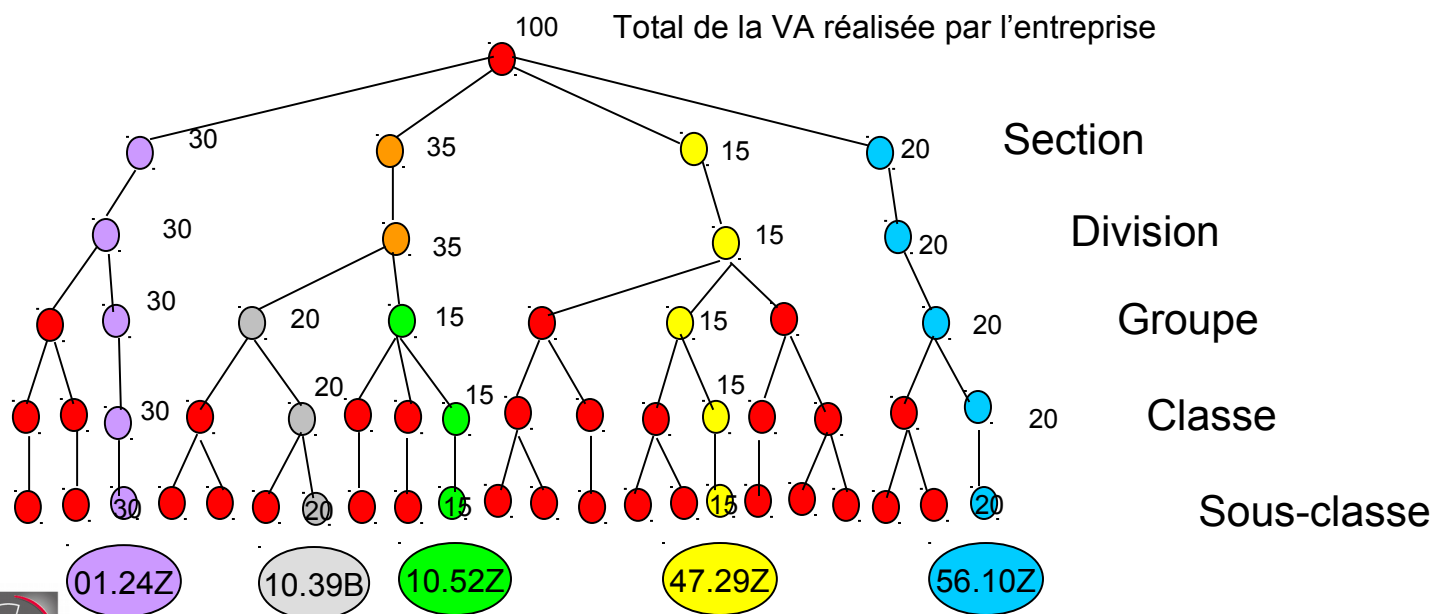 100 Total de la VA réalisée par l'entreprise
30 35 15 20 Section
30 35 15 20 Division
30 20 15 15 20 Groupe
30 20 15 15 20 Classe
30 20 15 15 20 Sous-classe
01.24Z 10.39B 10.52Z 47.29Z 56.10Z